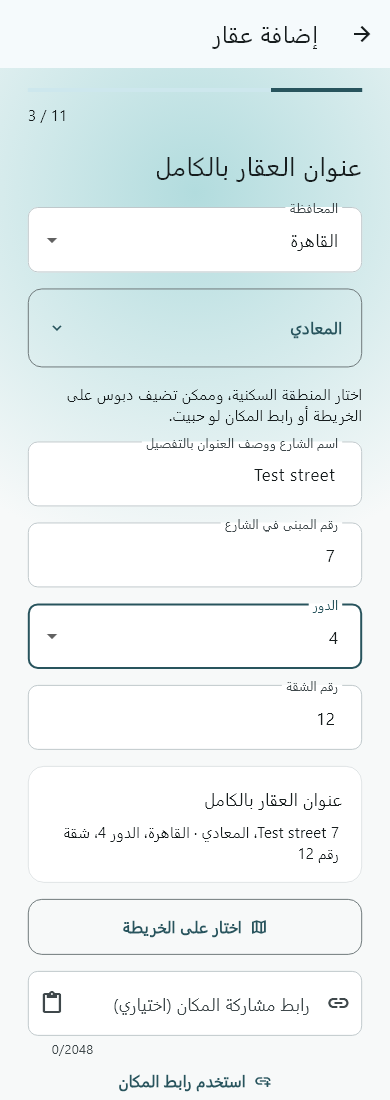 إضافة عقار
3 / 11
عنوان العقار بالكامل
المحافظة
القاهرة
المعادي
اختار المنطقة السكنية، وممكن تضيف دبوس على
الخريطة أو رابط المكان لو حبيت.
اسم الشارع ووصف العنوان بالتفصيل
Test street
رقم المبنى في الشارع
7
الدور
4
رقم الشقة
12
عنوان العقار بالكامل
Test street 7، المعادي · القاهرة، الدور 4، شقة
رقم 12
اختار على الخريطة
رابط مشاركة المكان (اختياري)
0/2048
استخدم رابط المكان